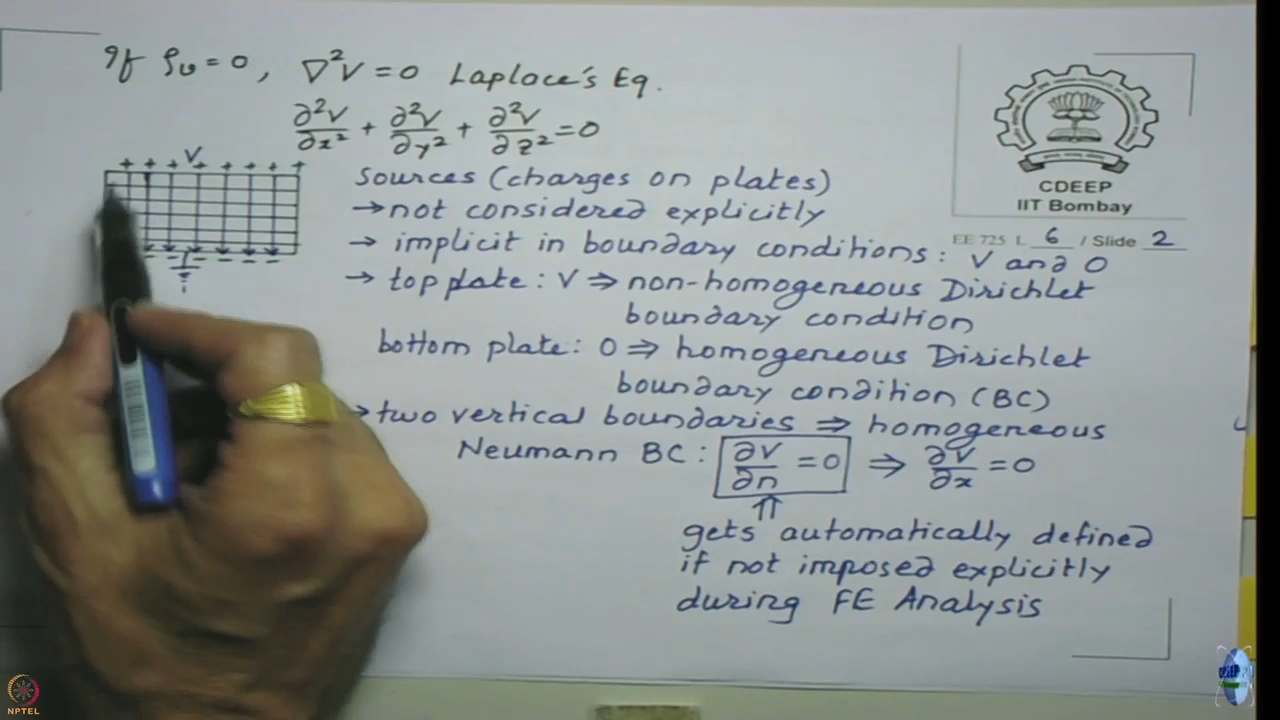 If ρᵥ = 0, ∇²V = 0 Laplace's Eq.
∂²V/∂x² + ∂²V/∂y² + ∂²V/∂z² = 0
V
+ + + + + + + +
sources (charges on plates)
→ not considered explicitly
→ implicit in boundary conditions: V and 0
→ top plate: V ⇒ non-homogeneous Dirichlet
boundary condition
bottom plate: 0 ⇒ homogeneous Dirichlet
boundary condition (BC)
→ two vertical boundaries ⇒ homogeneous
Neumann BC: ∂V/∂n = 0 ⇒ ∂V/∂x = 0
gets automatically defined
if not imposed explicitly
during FE Analysis
CDEEP
IIT Bombay
EE 725 L 6 / Slide 2
NPTEL